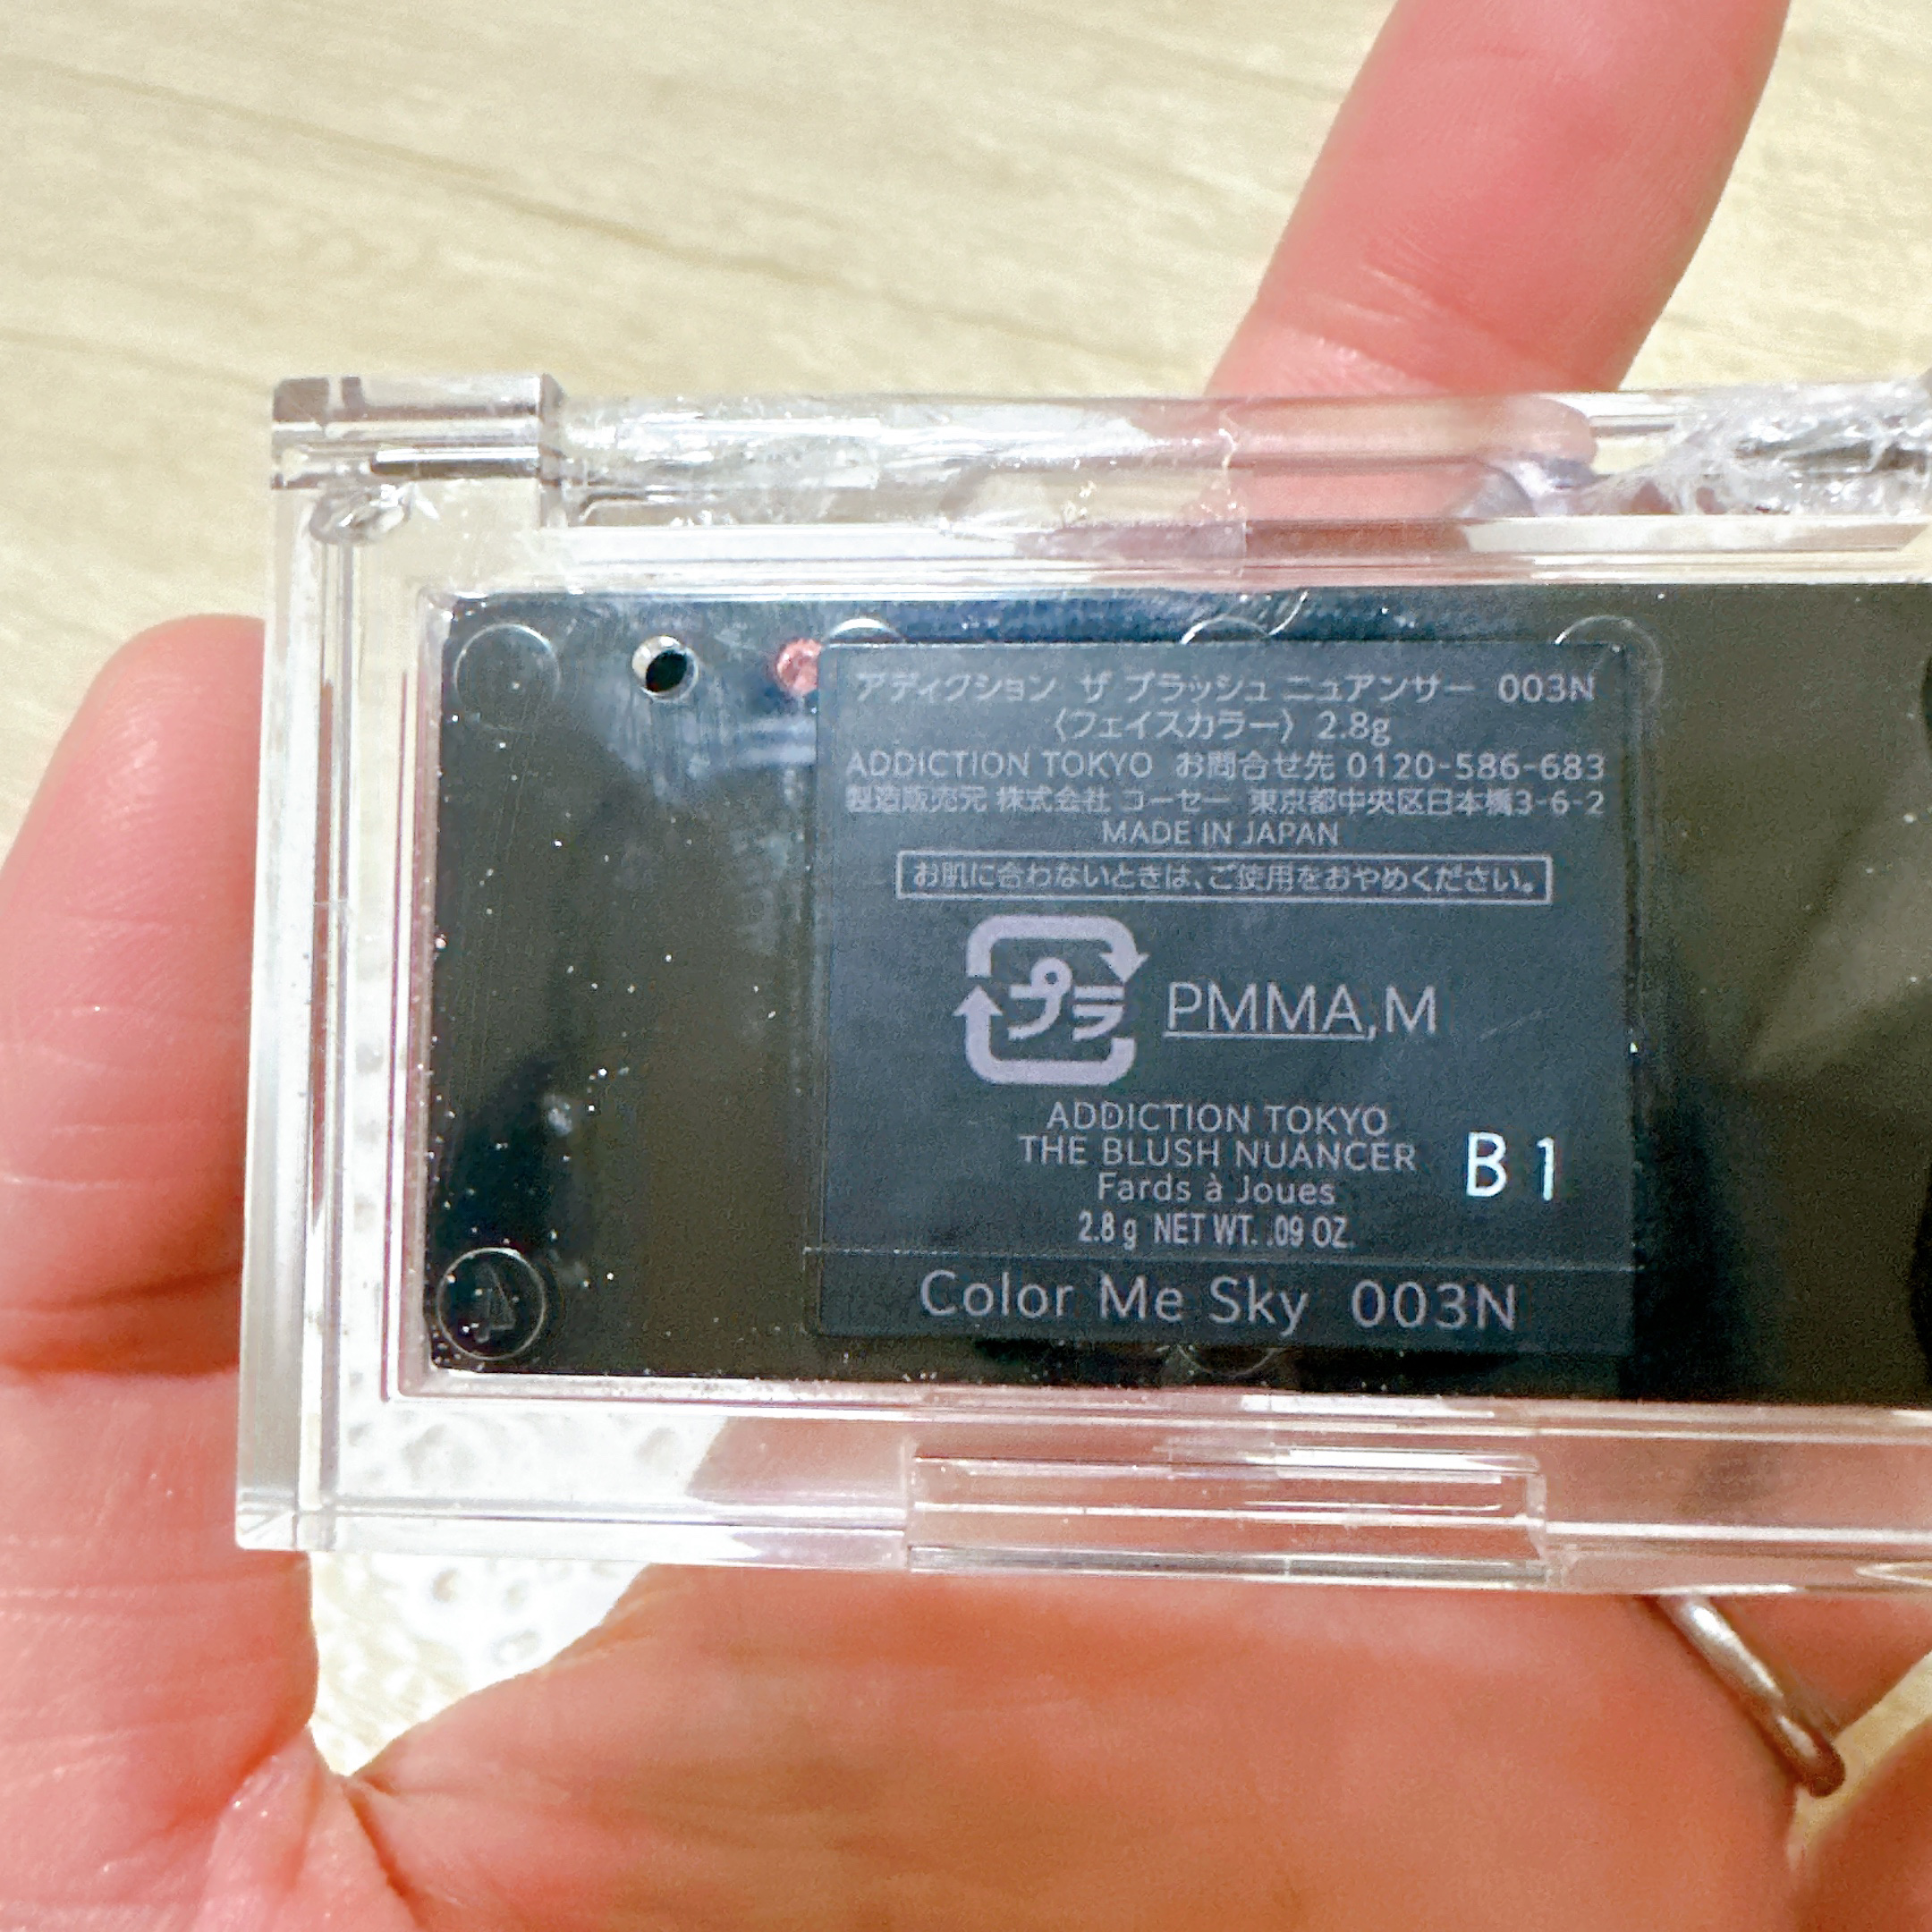 アディクション ザ ブラッシュ ニュアンサー 003N
〈フェイスカラー〉 2.8g
ADDICTION TOKYO お問合せ先 0120-586-683
製造販売元 株式会社 コーセー 東京都中央区日本橋3-6-2
MADE IN JAPAN
お肌に合わないときは、ご使用をおやめください。
プラ PMMA,M
ADDICTION TOKYO
THE BLUSH NUANCER
Fards à Joues
B 1
2.8 g NET WT. .09 OZ.
Color Me Sky 003N